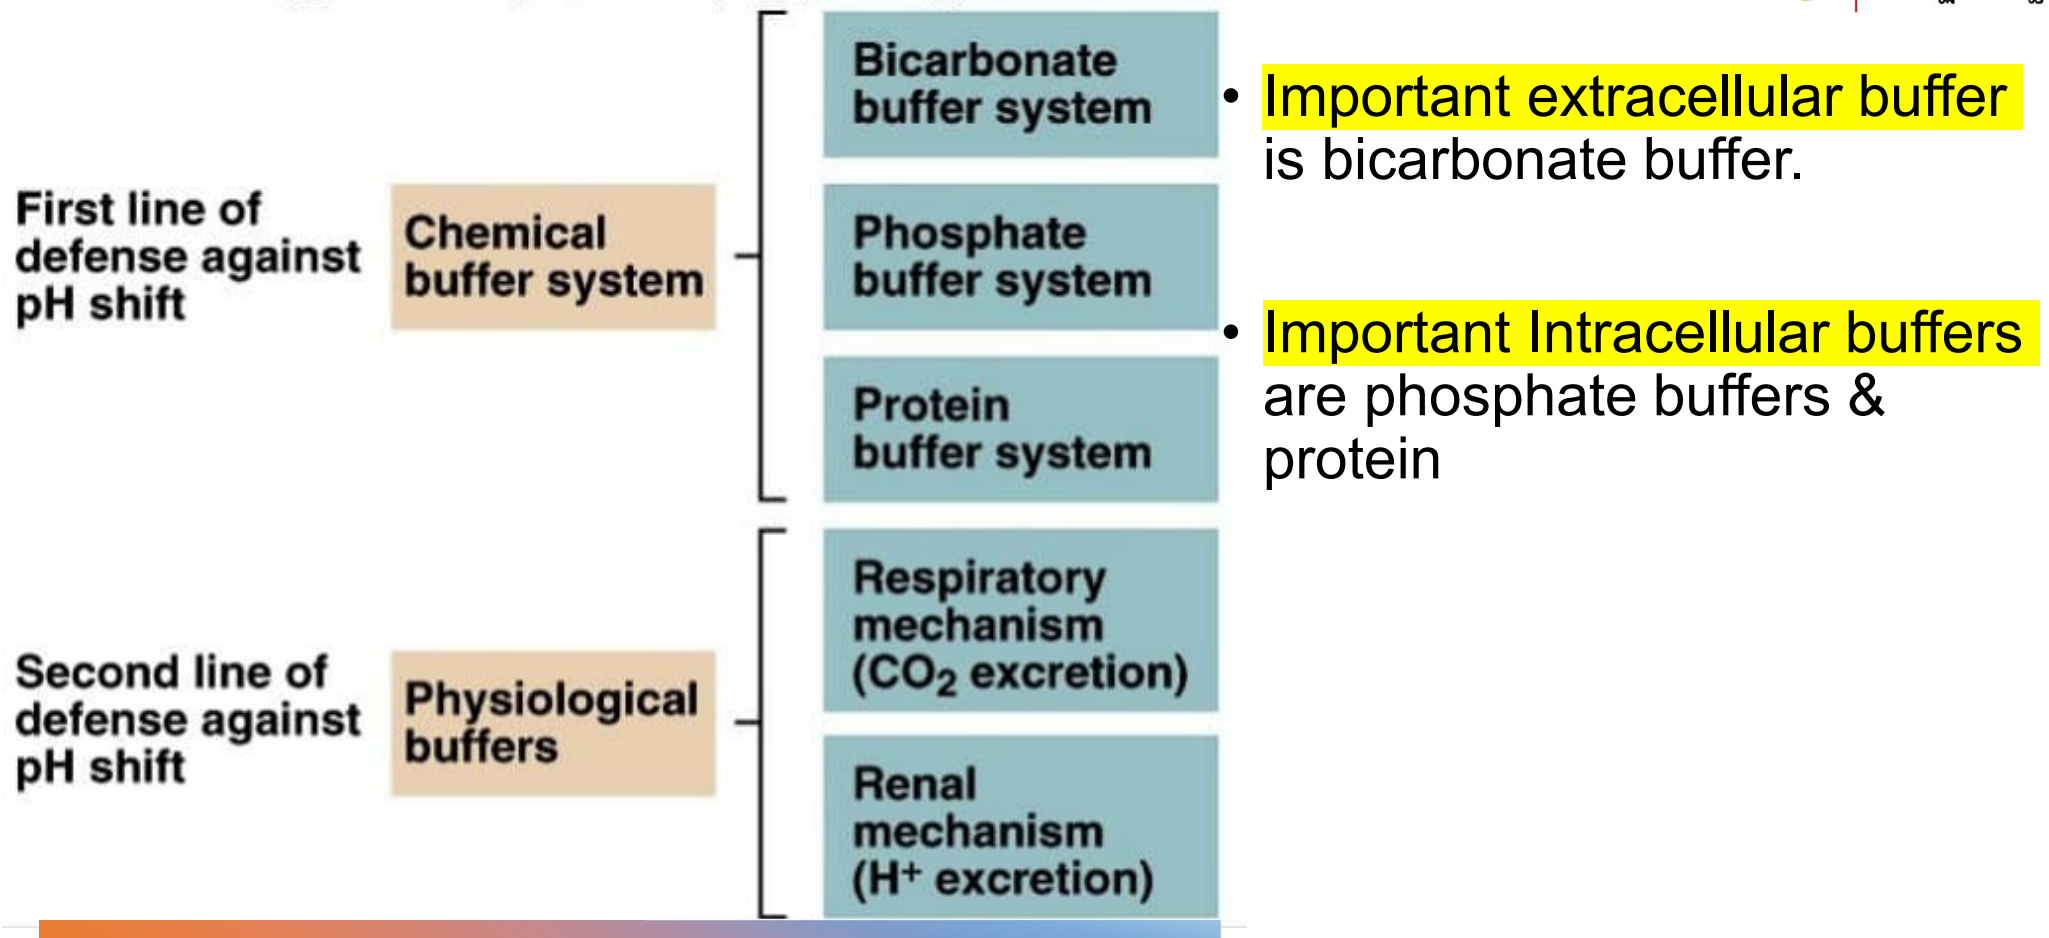 First line of
defense against
pH shift
Chemical
buffer system
Bicarbonate
buffer system
Phosphate
buffer system
Protein
buffer system
Second line of
defense against
pH shift
Physiological
buffers
Respiratory
mechanism
(CO₂ excretion)
Renal
mechanism
(H⁺ excretion)
• Important extracellular buffer
is bicarbonate buffer.
• Important Intracellular buffers
are phosphate buffers &
protein